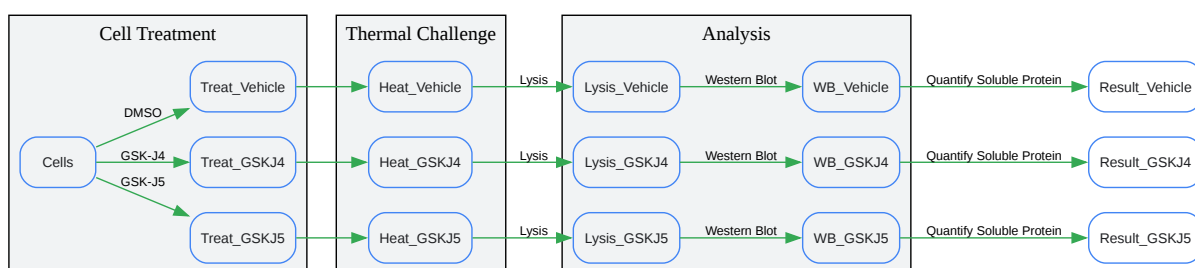 Cell Treatment
Thermal Challenge
Analysis
Treat_Vehicle
Heat_Vehicle
Lysis
Lysis_Vehicle
Western Blot
WB_Vehicle
Quantify Soluble Protein
Result_Vehicle
DMSO
Cells
GSK-J4
Treat_GSKJ4
Heat_GSKJ4
Lysis
Lysis_GSKJ4
Western Blot
WB_GSKJ4
Quantify Soluble Protein
Result_GSKJ4
GSK-J5
Treat_GSKJ5
Heat_GSKJ5
Lysis
Lysis_GSKJ5
Western Blot
WB_GSKJ5
Quantify Soluble Protein
Result_GSKJ5